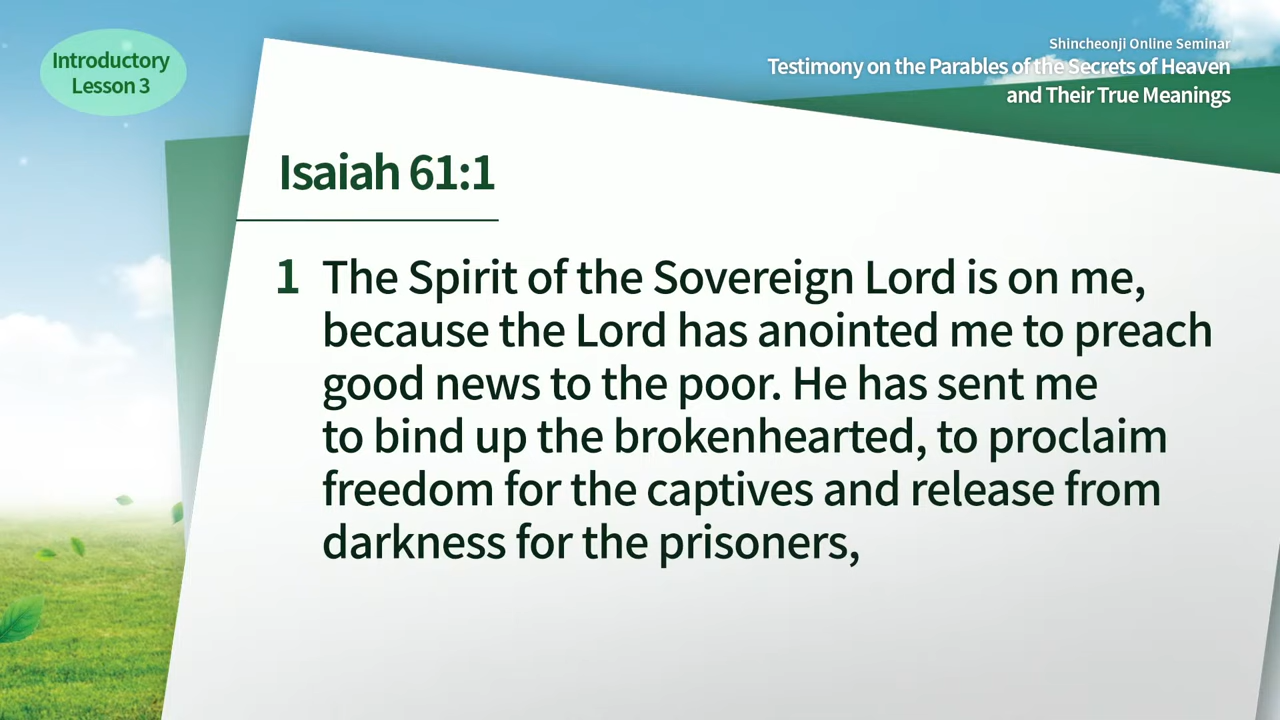 Introductory
Lesson 3
Shincheonji Online Seminar
Testimony on the Parables of the Secrets of Heaven
and Their True Meanings
Isaiah 61:1
1 The Spirit of the Sovereign Lord is on me,
because the Lord has anointed me to preach
good news to the poor. He has sent me
to bind up the brokenhearted, to proclaim
freedom for the captives and release from
darkness for the prisoners,